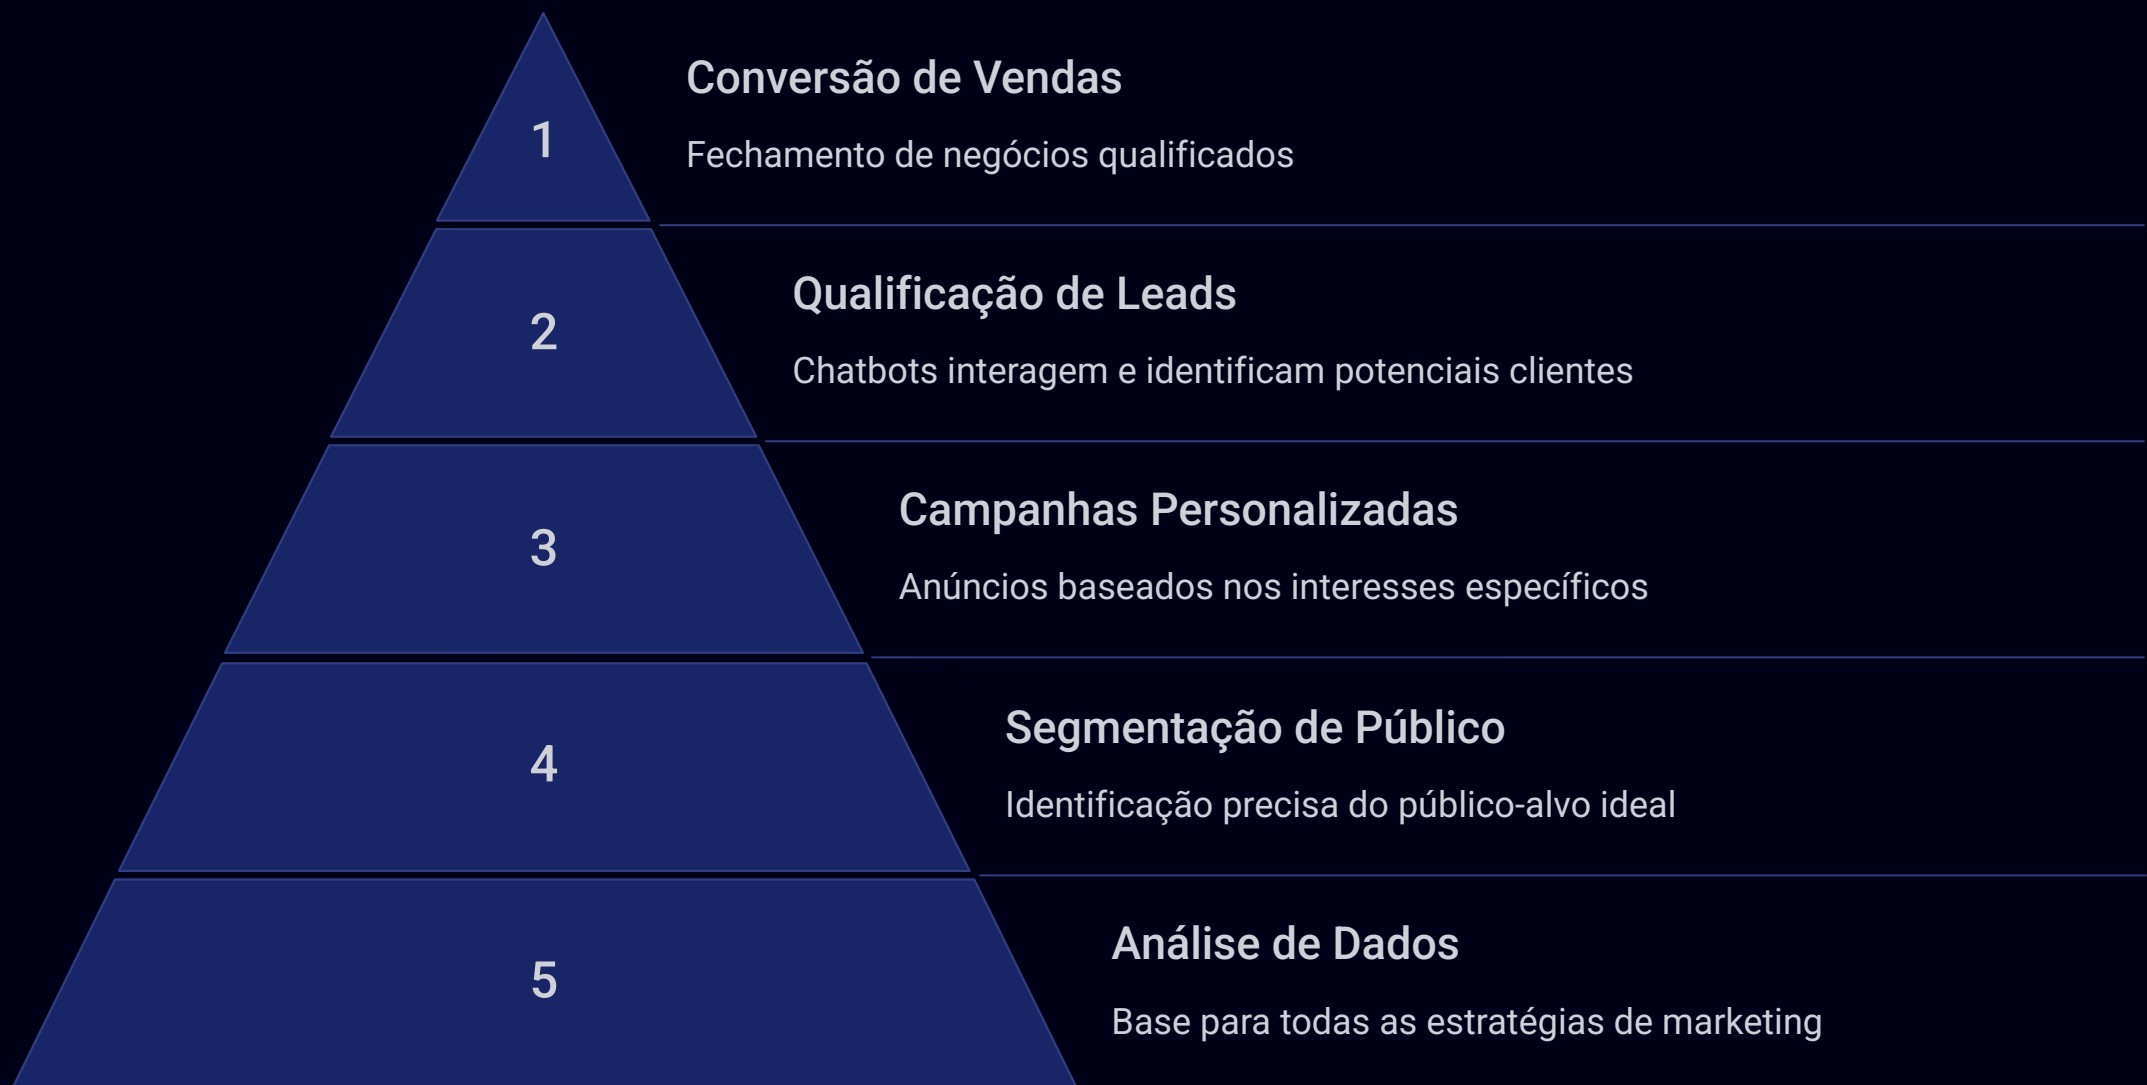 1
Conversão de Vendas
Fechamento de negócios qualificados
2
Qualificação de Leads
Chatbots interagem e identificam potenciais clientes
3
Campanhas Personalizadas
Anúncios baseados nos interesses específicos
4
Segmentação de Público
Identificação precisa do público-alvo ideal
5
Análise de Dados
Base para todas as estratégias de marketing